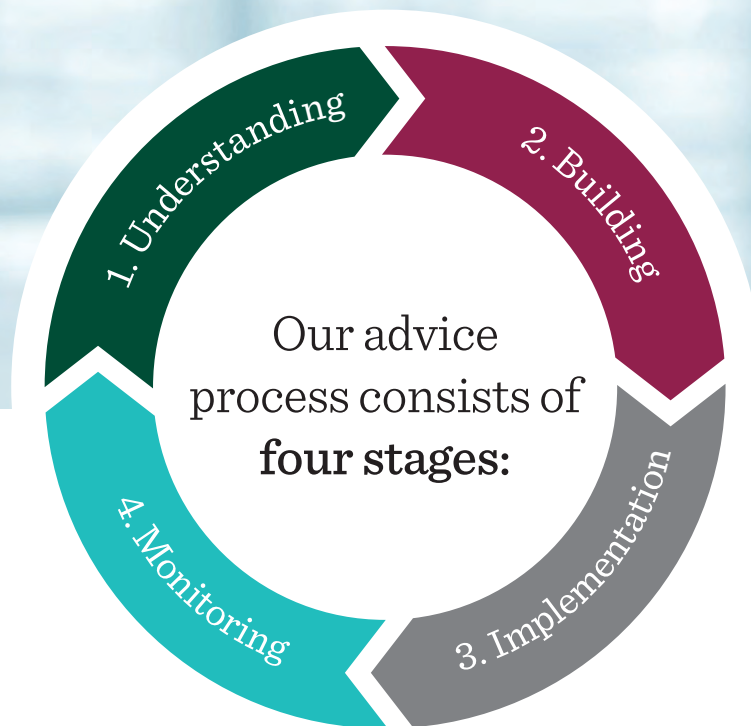 1. Understanding
2. Building
Our advice
process consists of
four stages:
4. Monitoring
3. Implementation